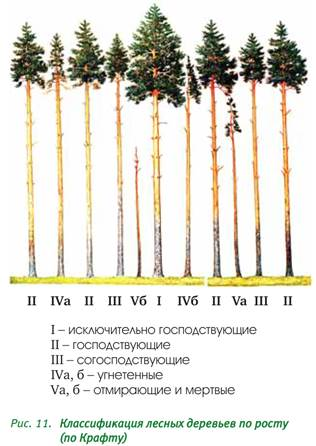 II IVa II III Vб I IVб II Va III II
I – исключительно господствующие
II – господствующие
III – согосподствующие
IVa, б – угнетенные
Va, б – отмирающие и мертвые
Рис. 11. Классификация лесных деревьев по росту
(по Крафту)